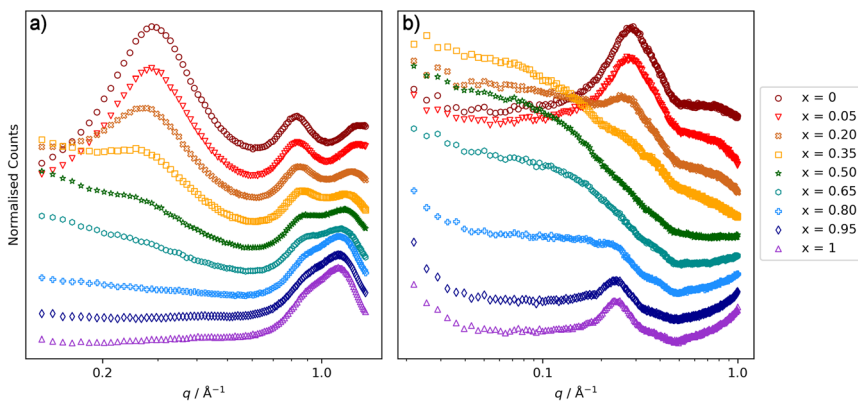 a)
b)
Normalised Counts
0.2
1.0
q / Å⁻¹
0.1
1.0
q / Å⁻¹
x = 0
x = 0.05
x = 0.20
x = 0.35
x = 0.50
x = 0.65
x = 0.80
x = 0.95
x = 1